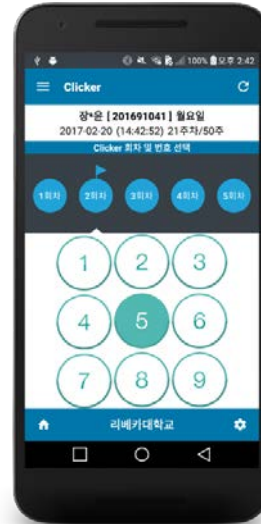 100% 오후 2:42
Clicker
장*윤 [ 201691041 ] 월요일
2017-02-20 (14:42:52) 21주차/50주
Clicker 회차 및 번호 선택
1회차 2회차 3회차 4회차 5회차
1 2 3
4 5 6
7 8 9
리베카대학교